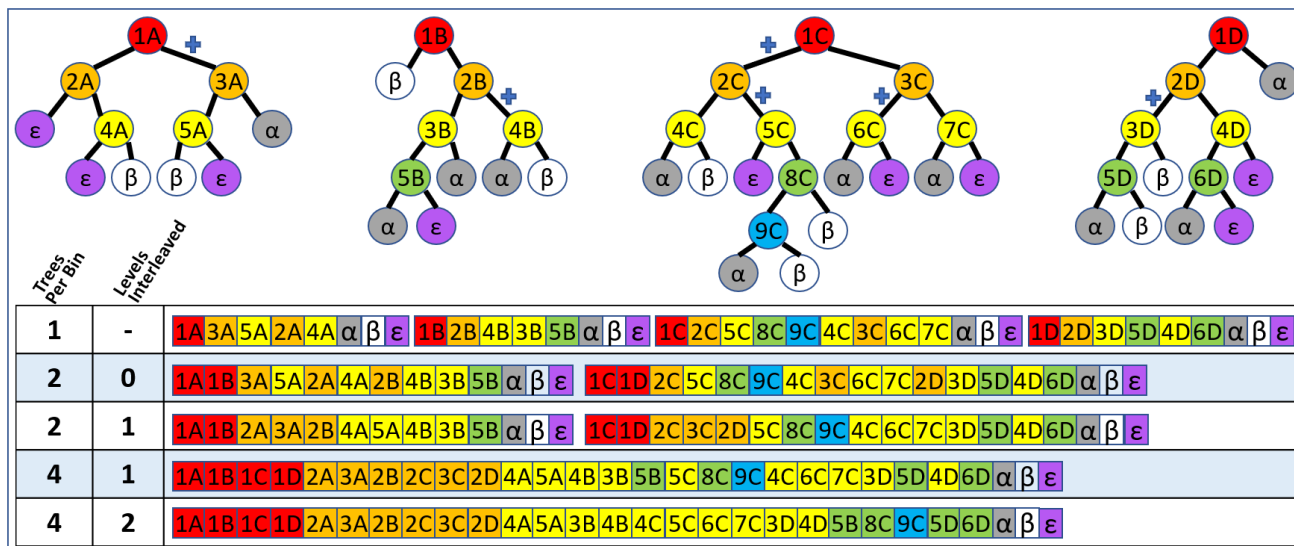 1A 1B 1C 1D
2A 3A β 2B 2C 3C 2D α
ε 4A 5A α 3B 4B 4C 5C 6C 7C 3D 4D
ε β β ε 5B α α β α β ε 8C α ε α ε 5D β 6D ε
α ε 9C β α β α ε
α β
Trees Per Bin
Levels Interleaved
1 - 1A 3A 5A 2A 4A α β ε 1B 2B 4B 3B 5B α β ε 1C 2C 5C 8C 9C 4C 3C 6C 7C α β ε 1D 2D 3D 5D 4D 6D α β ε
2 0 1A 1B 3A 5A 2A 4A 2B 4B 3B 5B α β ε 1C 1D 2C 5C 8C 9C 4C 3C 6C 7C 2D 3D 5D 4D 6D α β ε
2 1 1A 1B 2A 3A 2B 4A 5A 4B 3B 5B α β ε 1C 1D 2C 3C 2D 5C 8C 9C 4C 6C 7C 3D 5D 4D 6D α β ε
4 1 1A 1B 1C 1D 2A 3A 2B 2C 3C 2D 4A 5A 4B 3B 5B 5C 8C 9C 4C 6C 7C 3D 5D 4D 6D α β ε
4 2 1A 1B 1C 1D 2A 3A 2B 2C 3C 2D 4A 5A 3B 4B 4C 5C 6C 7C 3D 4D 5B 8C 9C 5D 6D α β ε